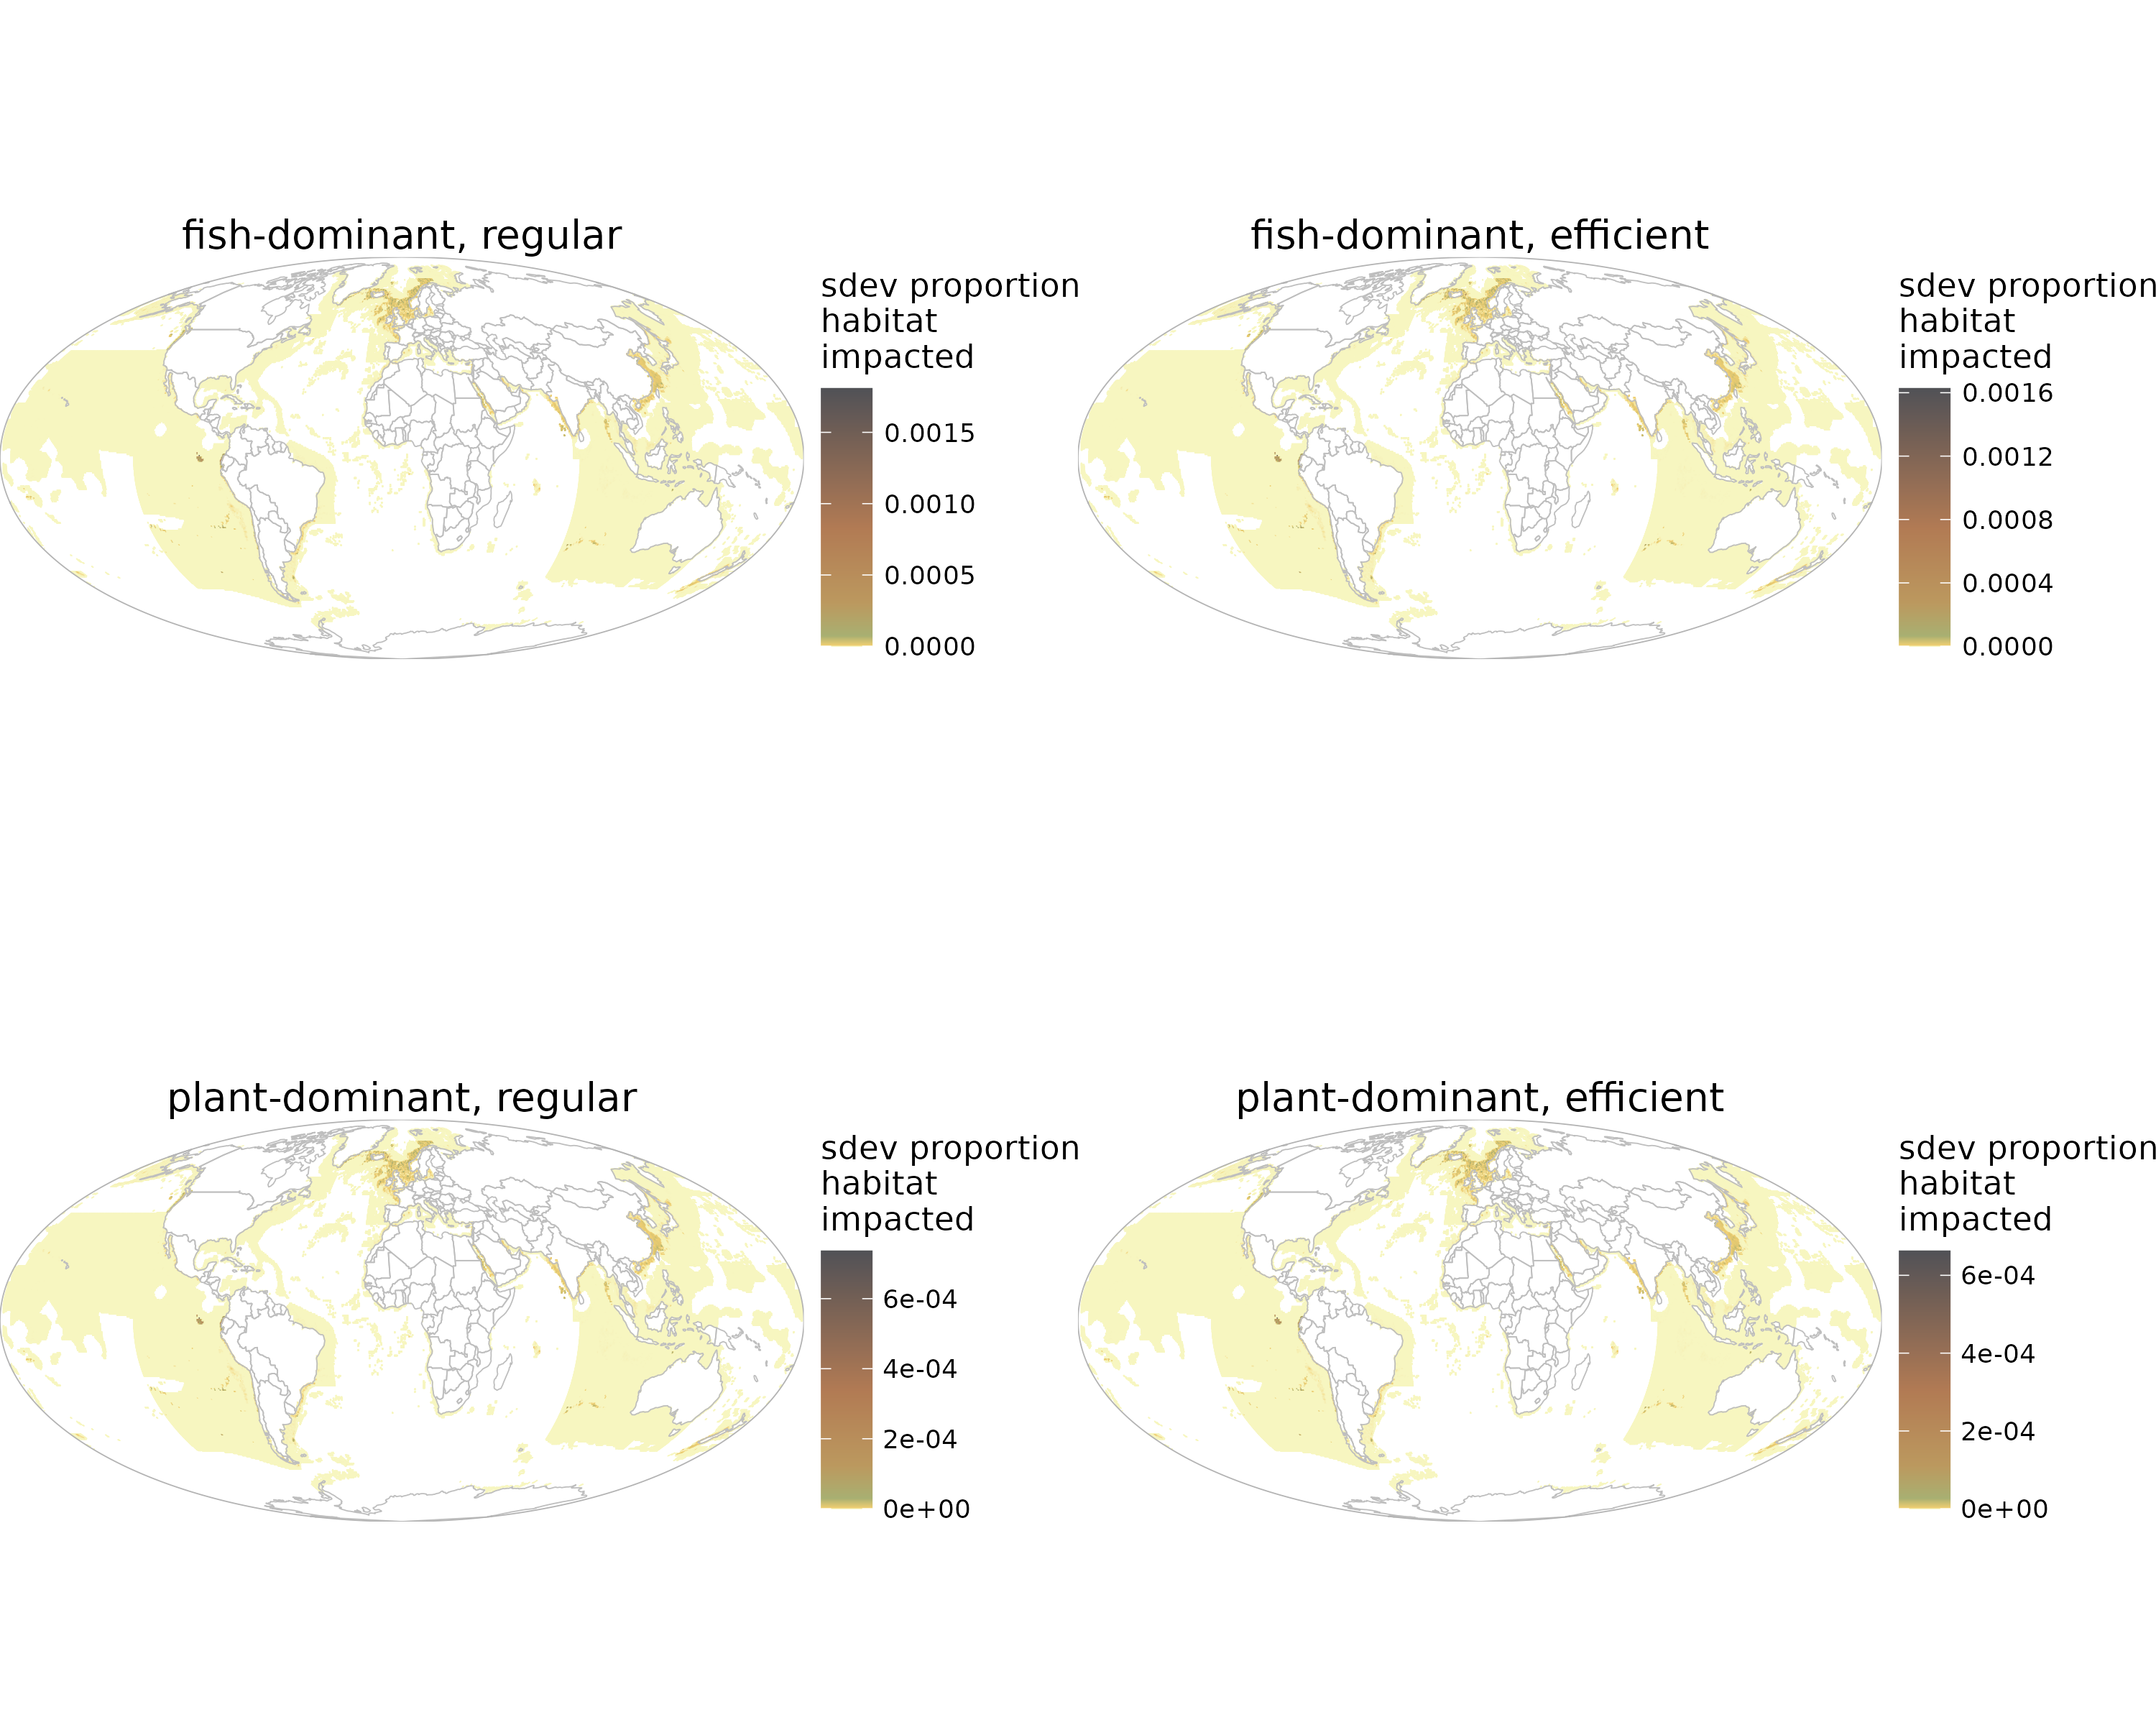 fish-dominant, regular
sdev proportion
habitat
impacted
0.0015
0.0010
0.0005
0.0000
fish-dominant, efficient
sdev proportion
habitat
impacted
0.0016
0.0012
0.0008
0.0004
0.0000
plant-dominant, regular
sdev proportion
habitat
impacted
6e-04
4e-04
2e-04
0e+00
plant-dominant, efficient
sdev proportion
habitat
impacted
6e-04
4e-04
2e-04
0e+00